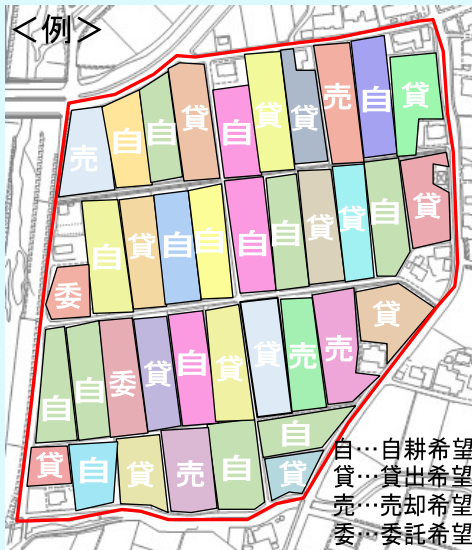 <例>
売 自 自 貸 自 貸 貸 売 自 貸
委 自 貸 自 自 自 自 貸 貸 自 貸
自 自 委 貸 自 貸 貸 売 売 貸
貸 自 貸 売 自 自 貸
自…自耕希望
貸…貸出希望
売…売却希望
委…委託希望